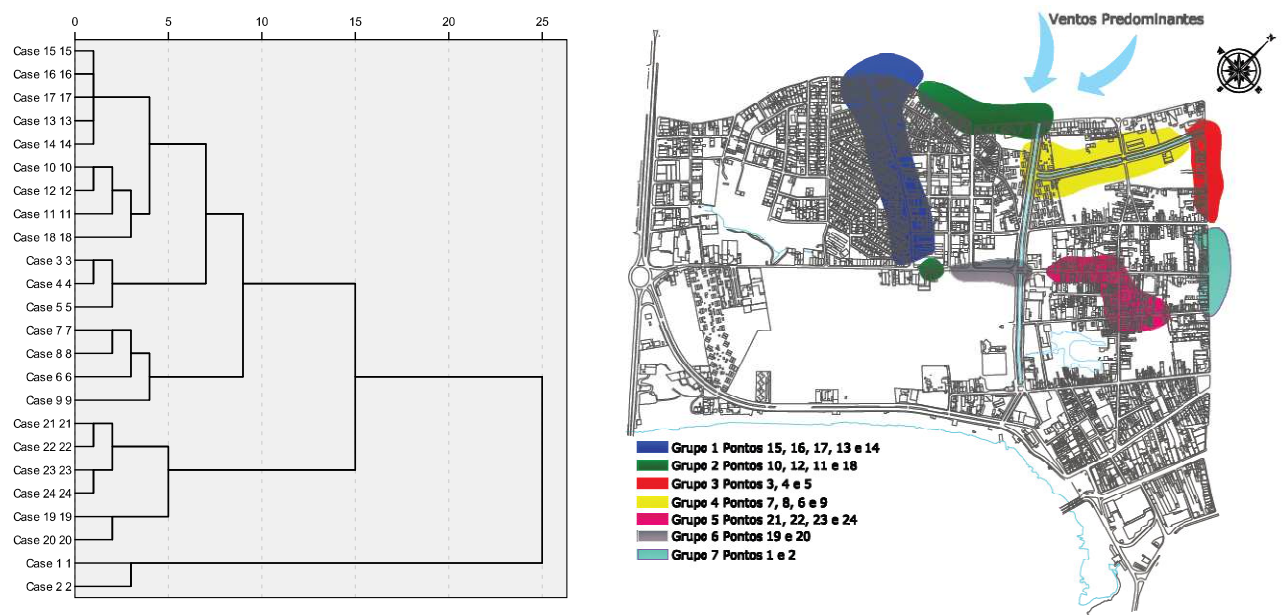 0 5 10 15 20 25
Case 15 15
Case 16 16
Case 17 17
Case 13 13
Case 14 14
Case 10 10
Case 12 12
Case 11 11
Case 18 18
Case 3 3
Case 4 4
Case 5 5
Case 7 7
Case 8 8
Case 6 6
Case 9 9
Case 21 21
Case 22 22
Case 23 23
Case 24 24
Case 19 19
Case 20 20
Case 1 1
Case 2 2
Ventos Predominantes
Grupo 1 Pontos 15, 16, 17, 13 e 14
Grupo 2 Pontos 10, 12, 11 e 18
Grupo 3 Pontos 3, 4 e 5
Grupo 4 Pontos 7, 8, 6 e 9
Grupo 5 Pontos 21, 22, 23 e 24
Grupo 6 Pontos 19 e 20
Grupo 7 Pontos 1 e 2